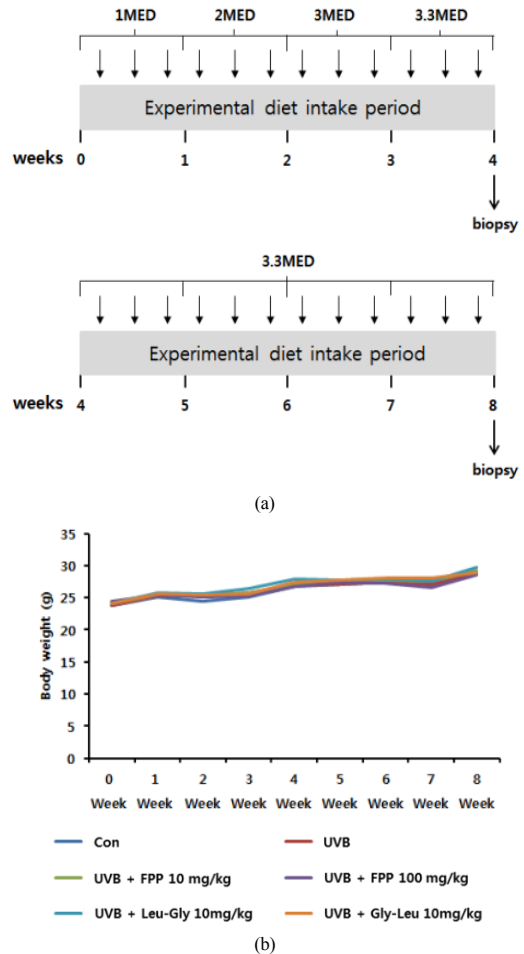 1MED 2MED 3MED 3.3MED
Experimental diet intake period
weeks 0 1 2 3 4
biopsy
3.3MED
Experimental diet intake period
weeks 4 5 6 7 8
biopsy
(a)
35
30
25
20
15
10
5
0
Body weight (g)
0 1 2 3 4 5 6 7 8
Week Week Week Week Week Week Week Week Week
Con UVB
UVB + FPP 10 mg/kg UVB + FPP 100 mg/kg
UVB + Leu-Gly 10mg/kg UVB + Gly-Leu 10mg/kg
(b)